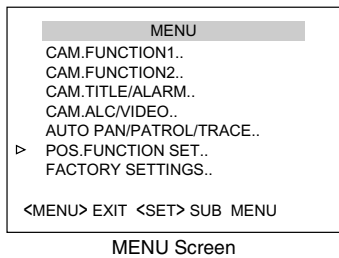 MENU
CAM.FUNCTION1..
CAM.FUNCTION2..
CAM.TITLE/ALARM..
CAM.ALC/VIDEO..
AUTO PAN/PATROL/TRACE..
POS.FUNCTION SET..
FACTORY SETTINGS..
<MENU> EXIT <SET> SUB MENU
MENU Screen